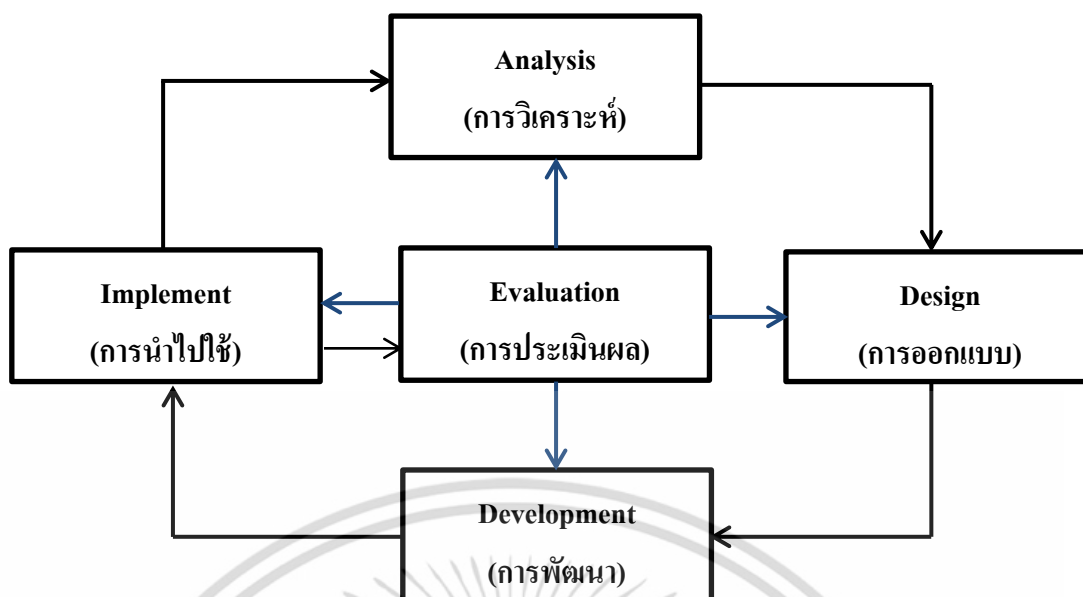 Analysis
(การวิเคราะห์)
Implement
(การนำไปใช้)
Evaluation
(การประเมินผล)
Design
(การออกแบบ)
Development
(การพัฒนา)